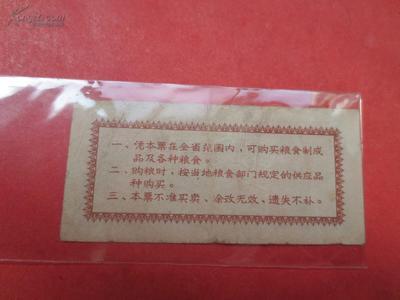 一、凭本票在全省范围内，可购买粮食制成
品及各种粮食。
二、购粮时，按当地粮食部门规定的供应品
种购买。
三、本票不准买卖、涂改无效、遗失不补。